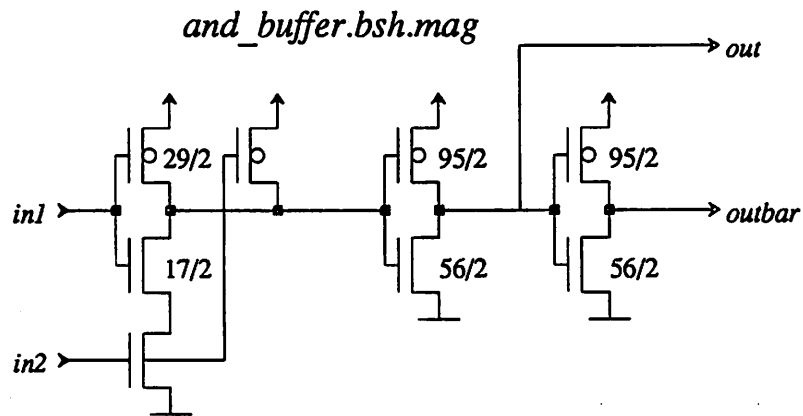 and_buffer.bsh.mag
out
29/2
95/2
95/2
in1
outbar
17/2
56/2
56/2
in2